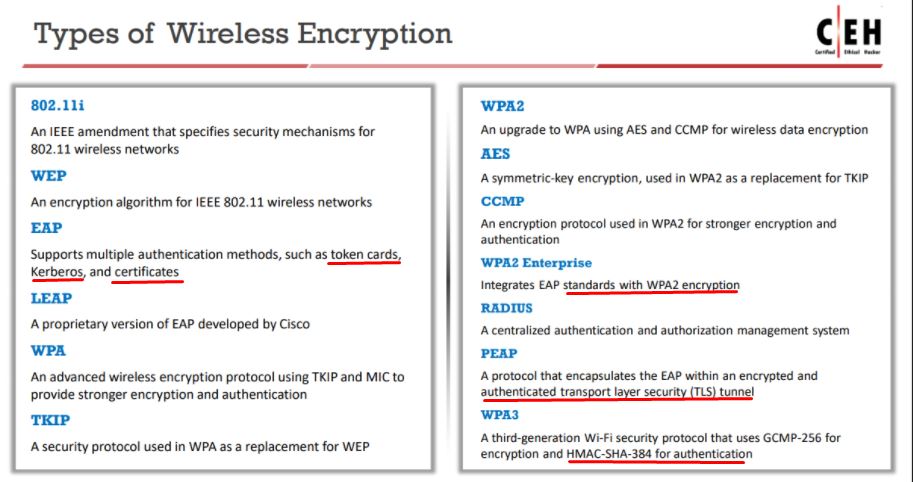 Types of Wireless Encryption
C|EH
Certified Ethical Hacker
802.11i
An IEEE amendment that specifies security mechanisms for
802.11 wireless networks
WEP
An encryption algorithm for IEEE 802.11 wireless networks
EAP
Supports multiple authentication methods, such as token cards,
Kerberos, and certificates
LEAP
A proprietary version of EAP developed by Cisco
WPA
An advanced wireless encryption protocol using TKIP and MIC to
provide stronger encryption and authentication
TKIP
A security protocol used in WPA as a replacement for WEP
WPA2
An upgrade to WPA using AES and CCMP for wireless data encryption
AES
A symmetric-key encryption, used in WPA2 as a replacement for TKIP
CCMP
An encryption protocol used in WPA2 for stronger encryption and
authentication
WPA2 Enterprise
Integrates EAP standards with WPA2 encryption
RADIUS
A centralized authentication and authorization management system
PEAP
A protocol that encapsulates the EAP within an encrypted and
authenticated transport layer security (TLS) tunnel
WPA3
A third-generation Wi-Fi security protocol that uses GCMP-256 for
encryption and HMAC-SHA-384 for authentication